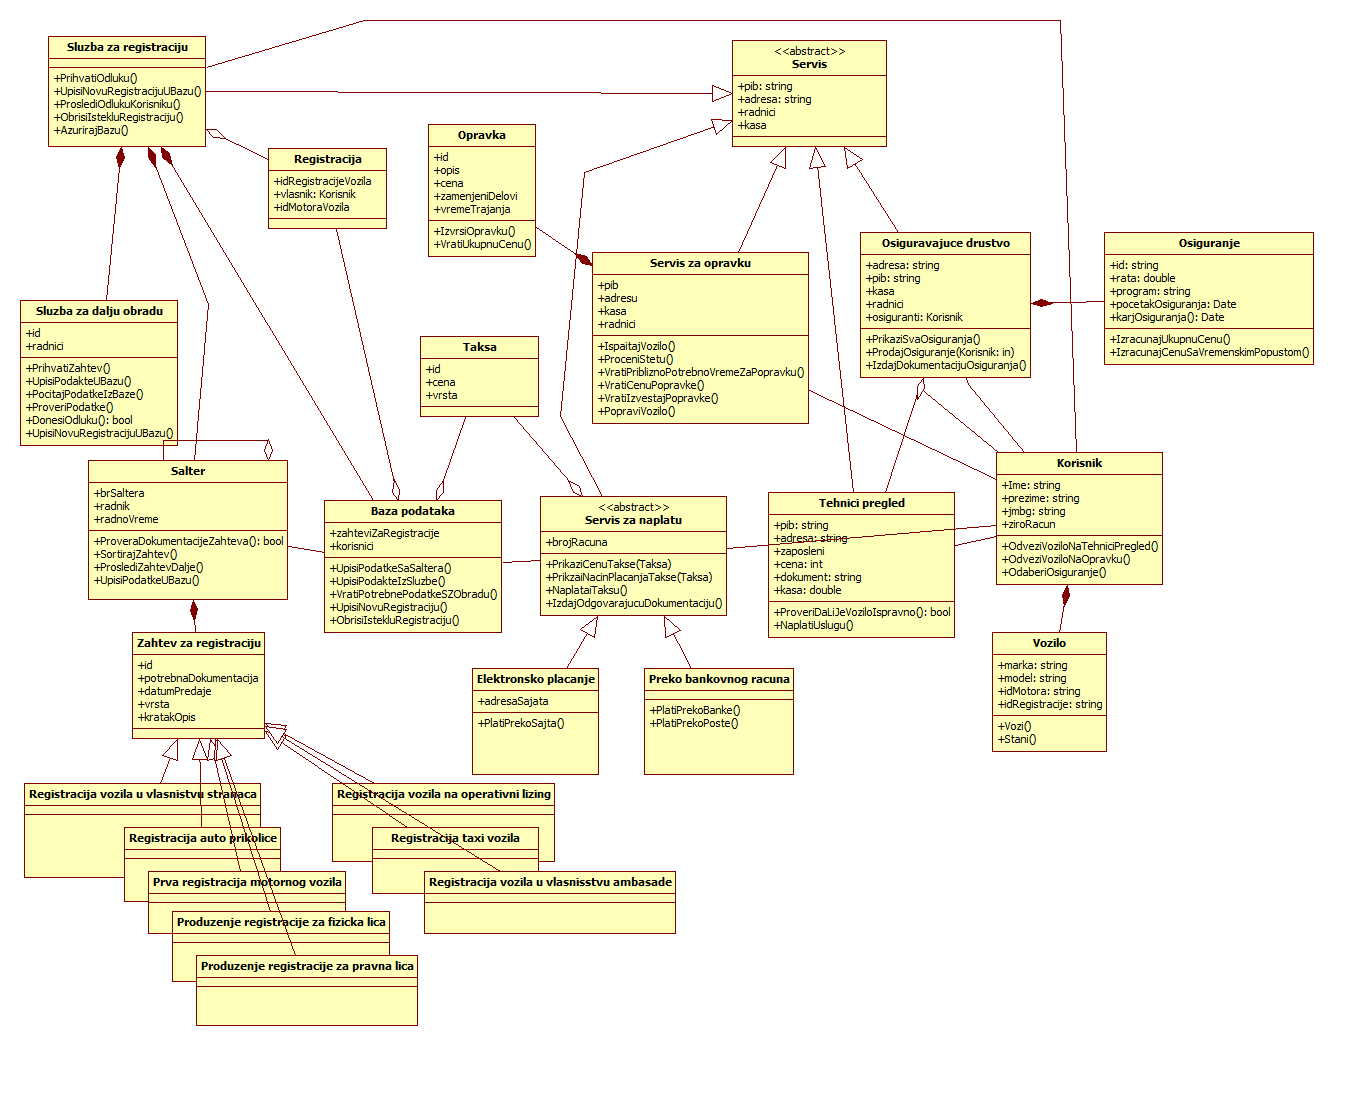 Sluzba za registraciju
+PrihvatiOdluku()
+UpisiNovuRegistracijuUBazu()
+ProslediOdlukuKorisniku()
+ObrisiIstekluRegistraciju()
+AzurirajBazu()
<<abstract>>
Servis
+pib: string
+adresa: string
+radnici
+kasa
Opravka
+id
+opis
+cena
+zamenjeniDelovi
+vremeTrajanja
+IzvrsiOpravku()
+VratiUkupnuCenu()
Registracija
+idRegistracijeVozila
+vlasnik: Korisnik
+idMotoraVozila
Servis za opravku
+pib
+adresu
+kasa
+radnici
+IspaitajVozilo()
+ProceniStetu()
+VratiPribliznoPotrebnoVremeZaPopravku()
+VratiCenuPopravke()
+VratiIzvestajPopravke()
+PopraviVozilo()
Osiguravajuce drustvo
+adresa: string
+pib: string
+kasa
+radnici
+osiguranti: Korisnik
+PrikaziSvaOsiguranja()
+ProdajOsiguranje(Korisnik: in)
+IzdajDokumentacijuOsiguranja()
Osiguranje
+id: string
+rata: double
+program: string
+pocetakOsiguranja: Date
+karjOsiguranja(): Date
+IzracunajUkupnuCenu()
+IzracunajCenuSaVremenskimPopustom()
Sluzba za dalju obradu
+id
+radnici
+PrihvatiZahtev()
+UpisiPodakteUBazu()
+PocitajPodatkeIzBaze()
+ProveriPodatke()
+DonesiOdluku(): bool
+UpisiNovuRegistracijuUBazu()
Taksa
+id
+cena
+vrsta
Salter
+brSaltera
+radnik
+radnoVreme
+ProveraDokumentacijeZahteva(): bool
+SortirajZahtev()
+ProslediZahtevDalje()
+UpisiPodatkeUBazu()
Baza podataka
+zahteviZaRegistracije
+korisnici
+UpisiPodatkeSaSaltera()
+UpisiPodakteIzSluzbe()
+VratiPotrebnePodatkeSZObradu()
+UpisiNovuRegistraciju()
+ObrisiIstekluRegistraciju()
<<abstract>>
Servis za naplatu
+brojRacuna
+PrikaziCenuTakse(Taksa)
+PrikzaiNacinPlacanjaTakse(Taksa)
+NaplataiTaksu()
+IzdajOdgovarajucuDokumentaciju()
Tehnici pregled
+pib: string
+adresa: string
+zaposleni
+cena: int
+dokument: string
+kasa: double
+ProveriDaLiJeVoziloIspravno(): bool
+NaplatiUslugu()
Korisnik
+Ime: string
+prezime: string
+jmbg: string
+ziroRacun
+OdveziVoziloNaTehniciPregled()
+OdveziVoziloNaOpravku()
+OdaberiOsiguranje()
Zahtev za registraciju
+id
+potrebnaDokumentacija
+datumPredaje
+vrsta
+kratakOpis
Elektronsko placanje
+adresaSajata
+PlatiPrekoSajta()
Preko bankovnog racuna
+PlatiPrekoBanke()
+PlatiPrekoPoste()
Vozilo
+marka: string
+model: string
+idMotora: string
+idRegistracije: string
+Vozi()
+Stani()
Registracija vozila u vlasnistvu stranaca
Registracija vozila na operativni lizing
Registracija auto prikolice
Registracija taxi vozila
Prva registracija motornog vozila
Registracija vozila u vlasnisstvu ambasade
Produzenje registracije za fizicka lica
Produzenje registracije za pravna lica